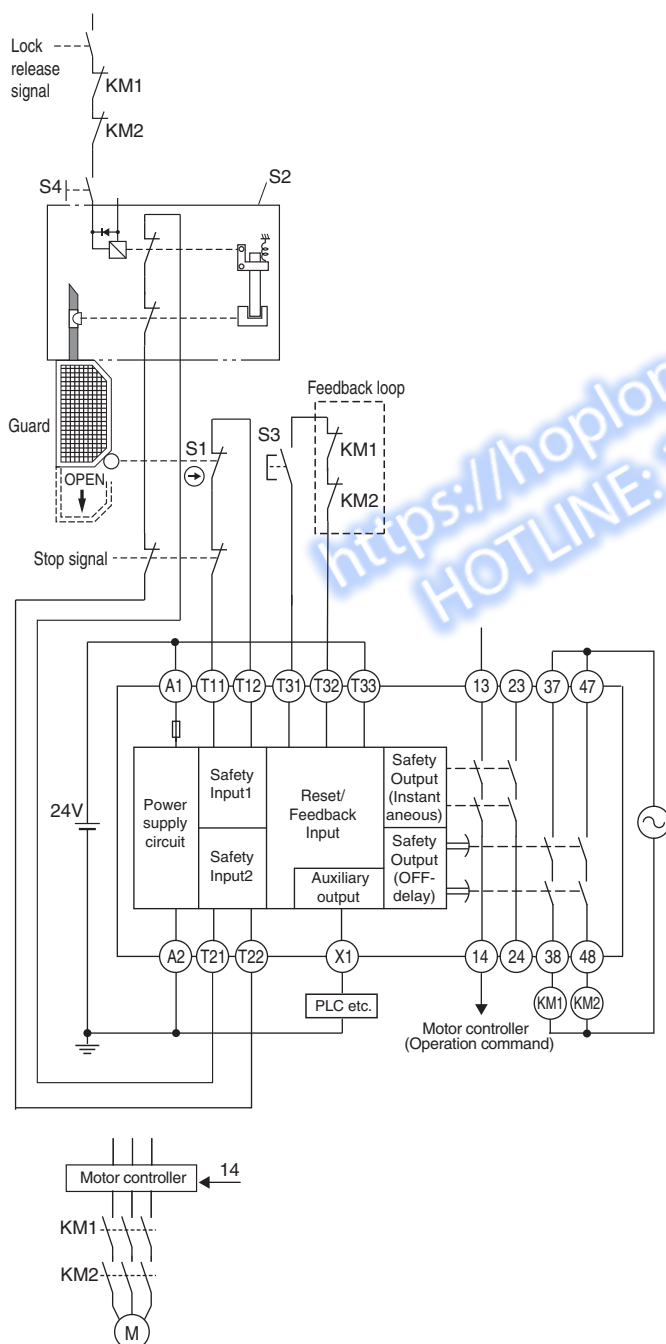 Lock
release
signal
KM1
KM2
S4
S2
Guard
OPEN
S1
S3
Feedback loop
KM1
KM2
Stop signal
https://hoplon
HOTLINE:
A1
T11
T12
T31
T32
T33
13
23
37
47
24V
Power
supply
circuit
Safety
Input1
Safety
Input2
Reset/
Feedback
Input
Auxiliary
output
Safety
Output
(Instant
aneous)
Safety
Output
(OFF-
delay)
A2
T21
T22
X1
14
24
38
48
PLC etc.
KM1
KM2
Motor controller
(Operation command)
Motor controller
14
KM1
KM2
M